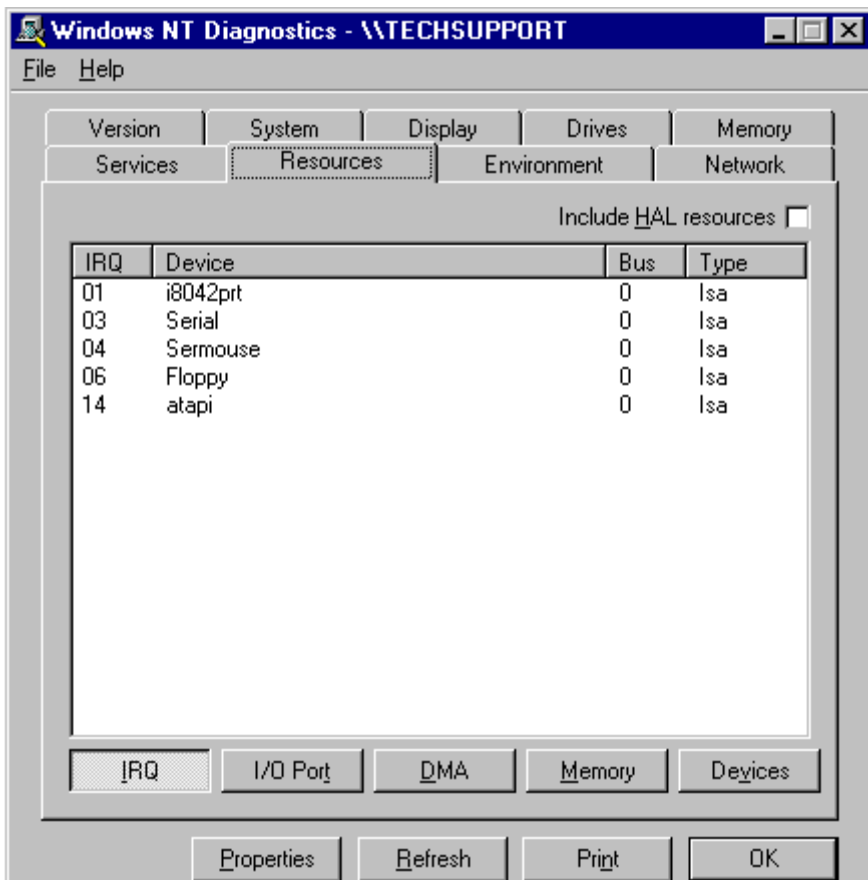 Windows NT Diagnostics - \\TECHSUPPORT
File Help
Version System Display Drives Memory
Services Resources Environment Network
Include HAL resources
IRQ Device Bus Type
01 i8042prt 0 Isa
03 Serial 0 Isa
04 Sermouse 0 Isa
06 Floppy 0 Isa
14 atapi 0 Isa
IRQ I/O Port DMA Memory Devices
Properties Refresh Print OK